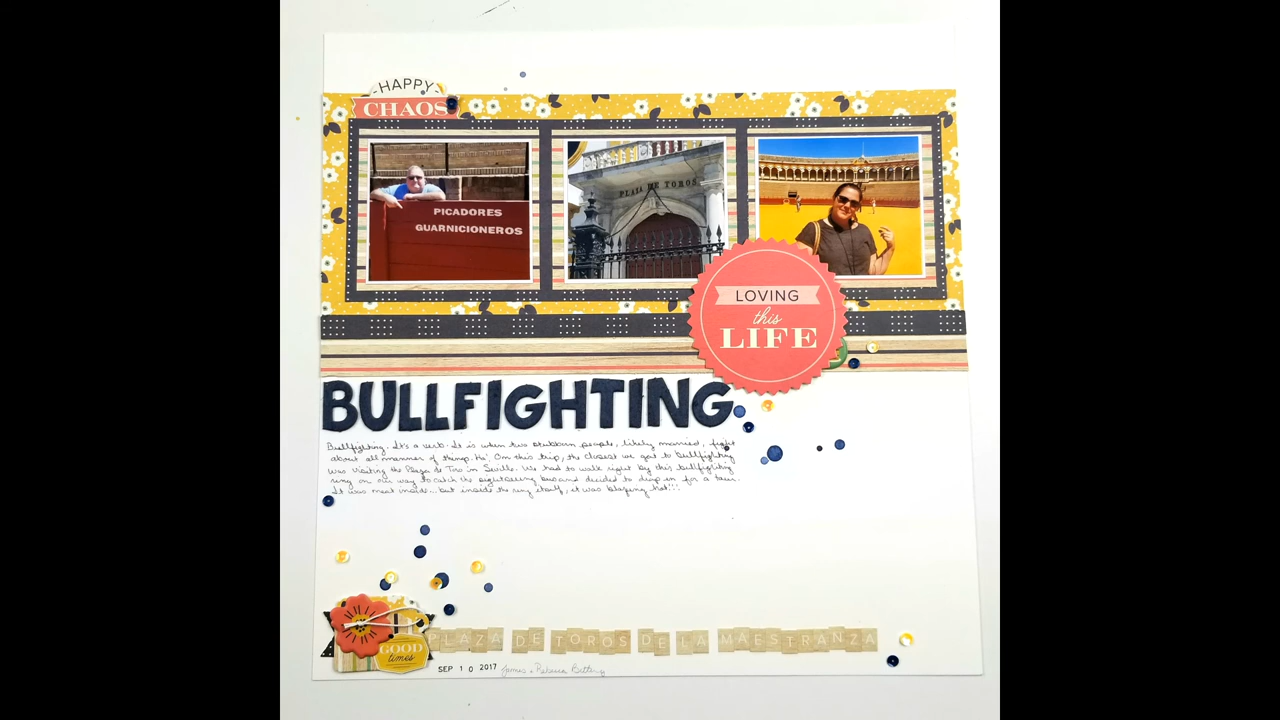 HAPPY
CHAOS
PICADORES
GUARNICIONEROS
PLAZA DE TOROS
LOVING
this
LIFE
BULLFIGHTING
Bullfighting. It's a verb. It is when two stubborn people, likely married, fight
about all manner of things. Ha! On this trip, the closest we got to bullfighting
was visiting the Plaza de Toro in Seville. We had to walk right by this bullfighting
ring on our way to catch the sightseeing bus and decided to drop in for a tour.
It was neat inside... but inside the ring itself, it was blazing hot!!!
PLAZA DE TOROS DE LA MAESTRANZA
GOOD
times
SEP 10 2017 James & Rebecca